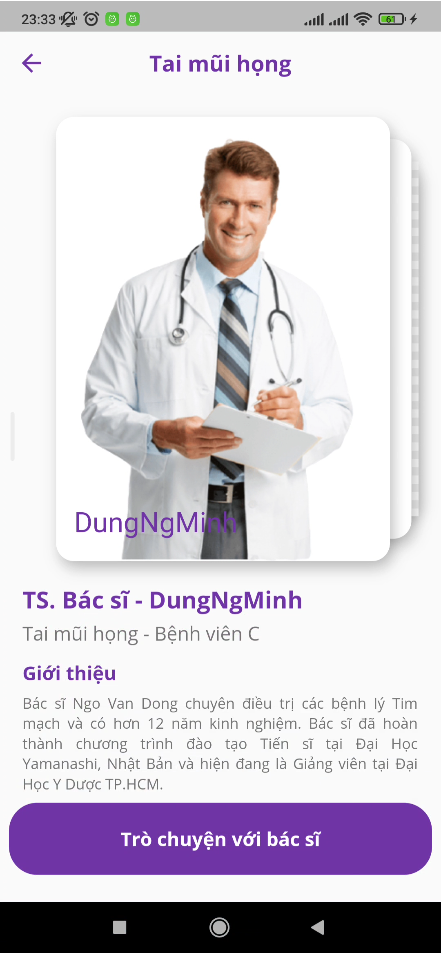 23:33
61
Tai mũi họng
DungNgMinh
TS. Bác sĩ - DungNgMinh
Tai mũi họng - Bệnh viên C
Giới thiệu
Bác sĩ Ngo Van Dong chuyên điều trị các bệnh lý Tim
mạch và có hơn 12 năm kinh nghiệm. Bác sĩ đã hoàn
thành chương trình đào tạo Tiến sĩ tại Đại Học
Yamanashi, Nhật Bản và hiện đang là Giảng viên tại Đại
Học Y Dược TP.HCM.
Trò chuyện với bác sĩ